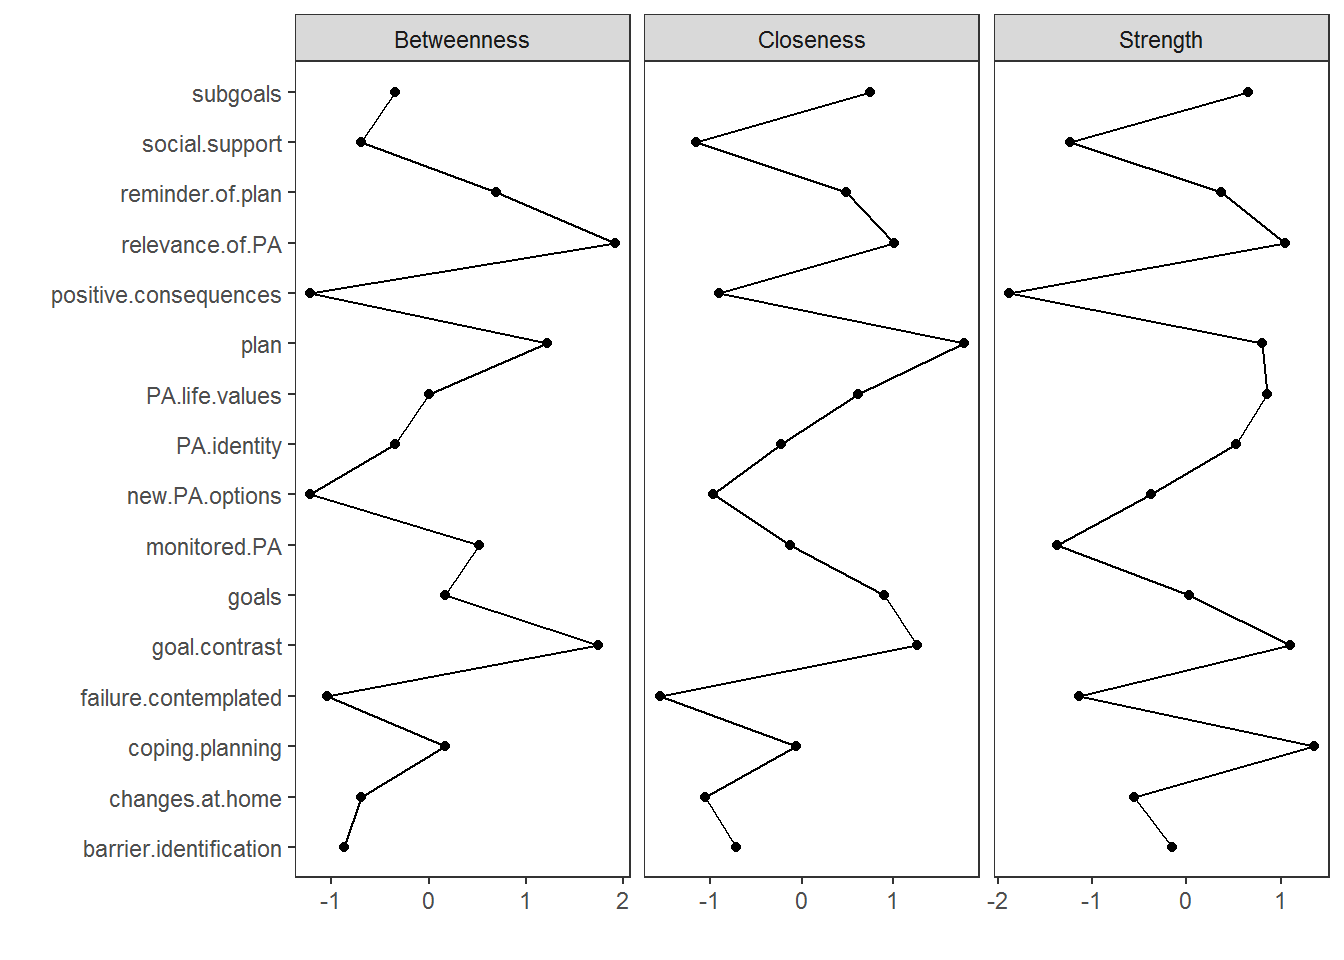 Betweenness Closeness Strength
subgoals
social.support
reminder.of.plan
relevance.of.PA
positive.consequences
plan
PA.life.values
PA.identity
new.PA.options
monitored.PA
goals
goal.contrast
failure.contemplated
coping.planning
changes.at.home
barrier.identification
-1 0 1 2 -1 0 1 -2 -1 0 1